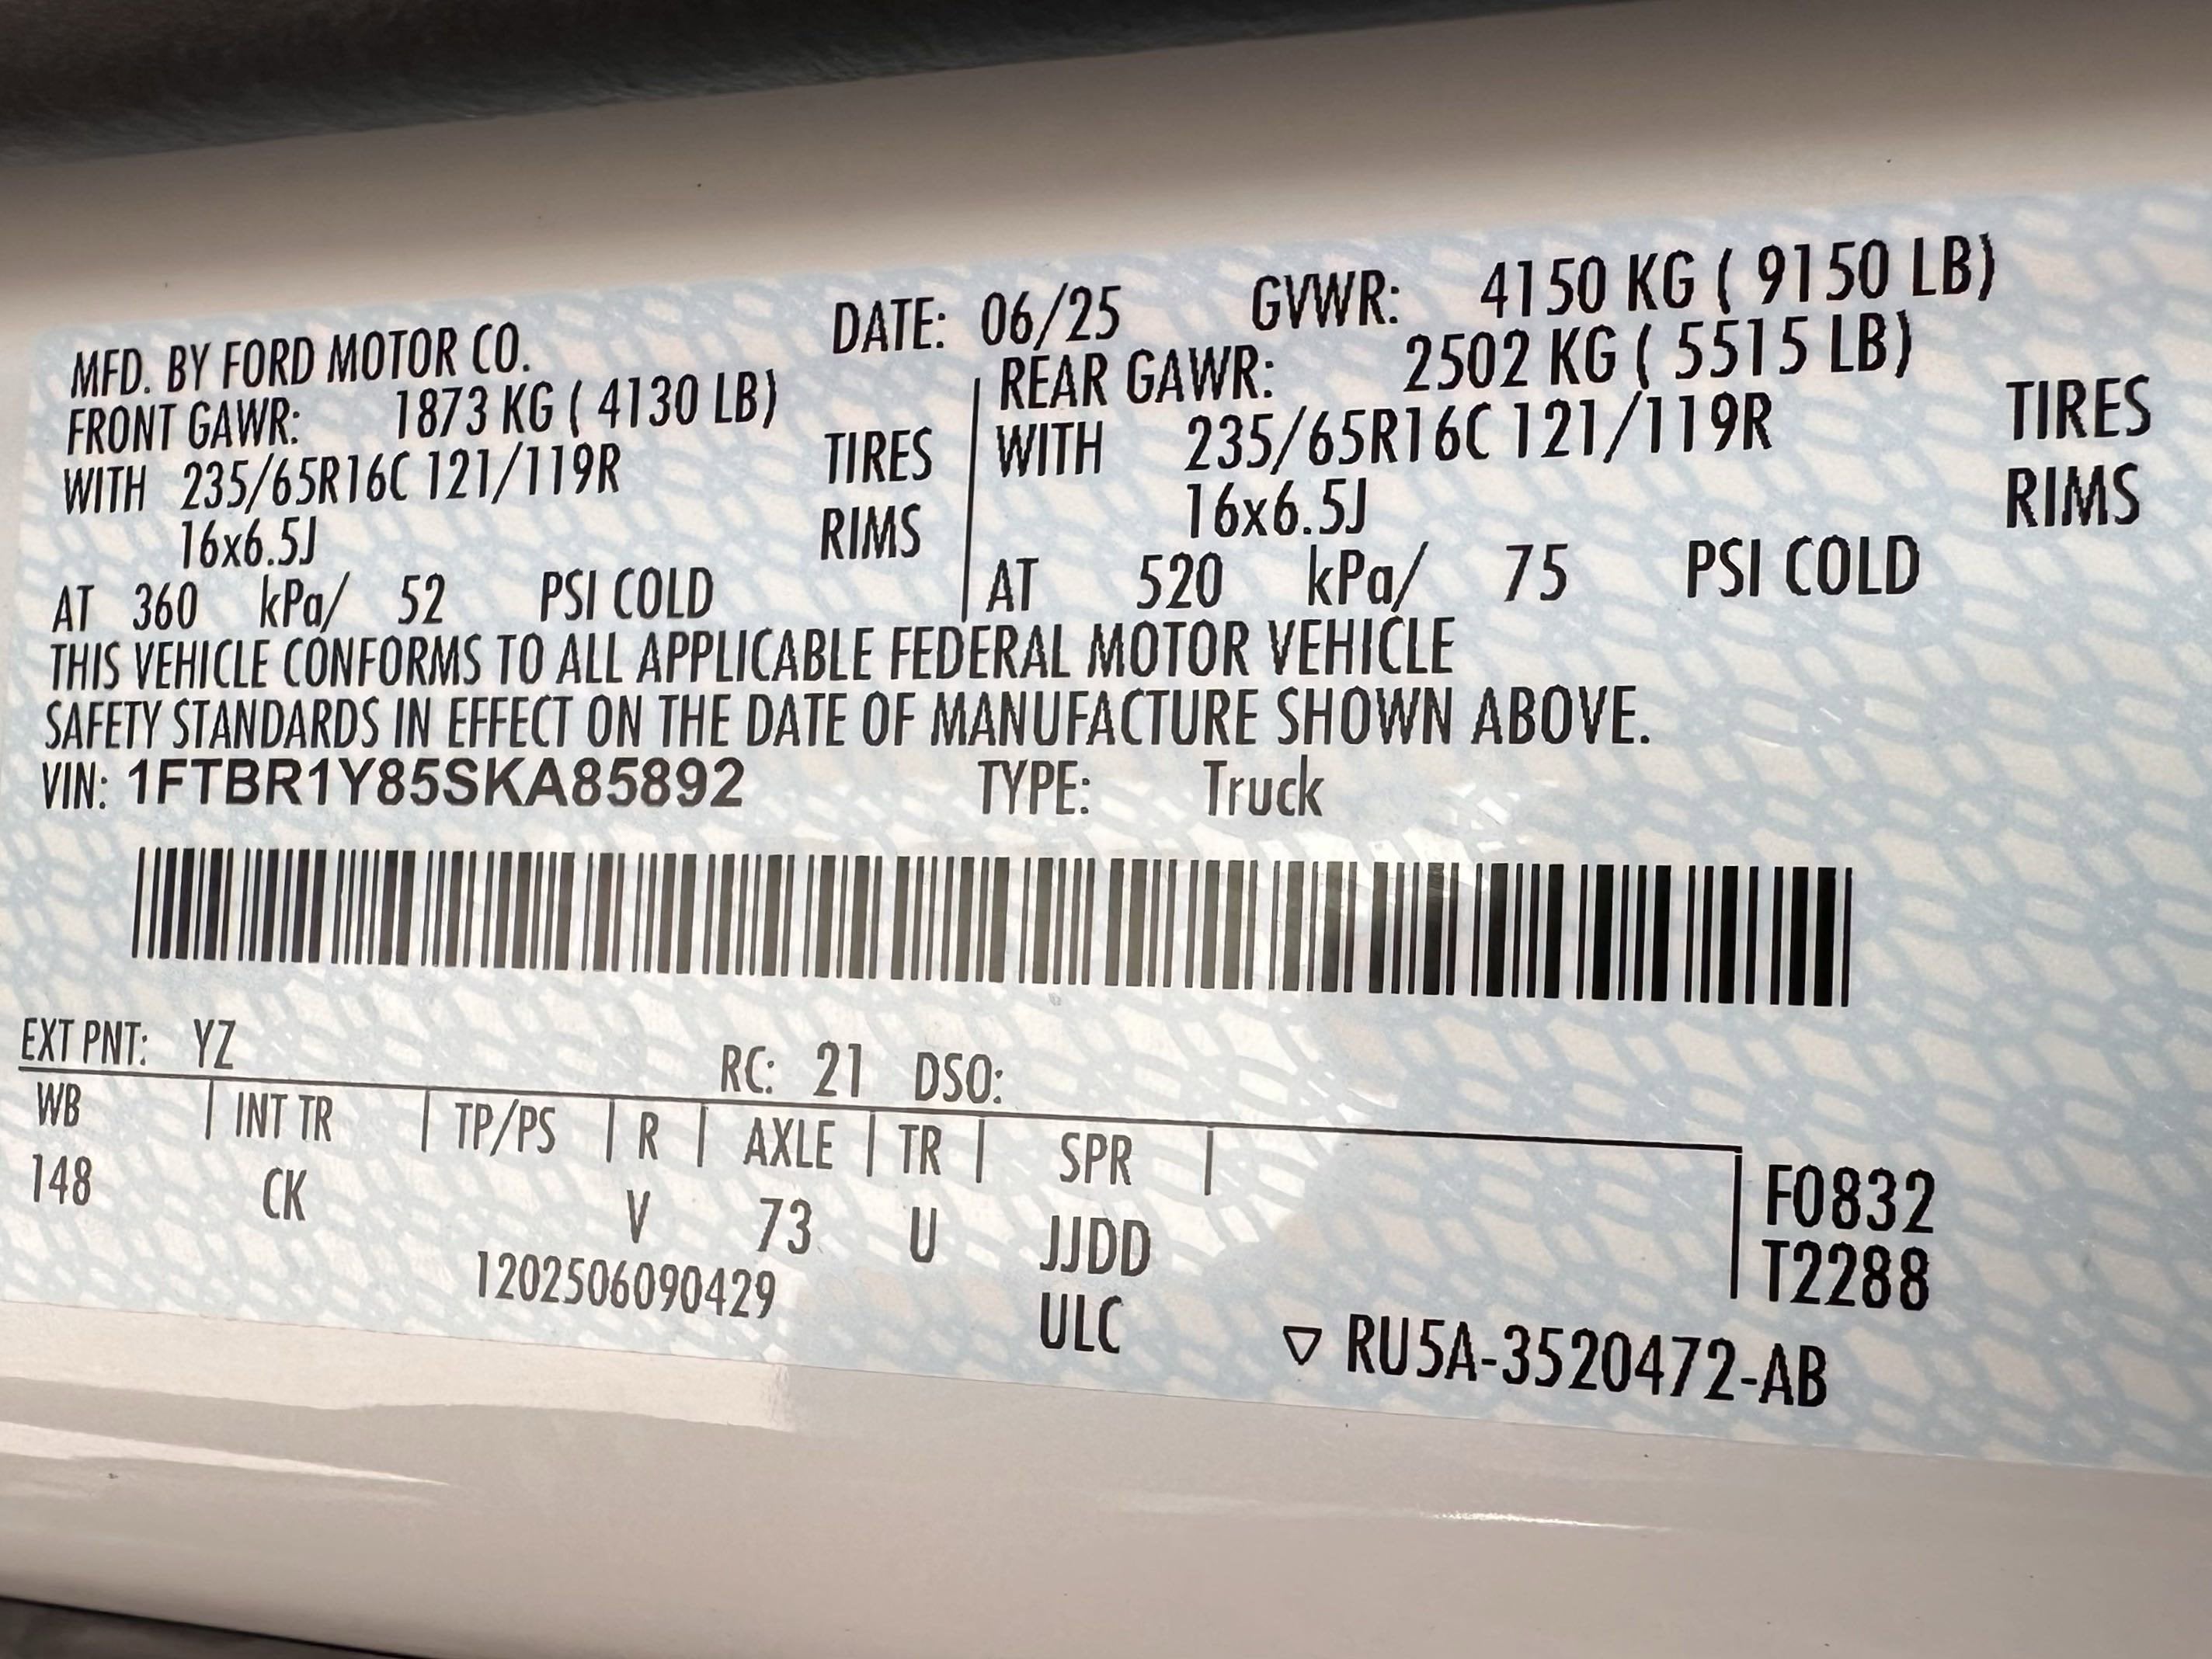 MFD. BY FORD MOTOR CO. DATE: 06/25 GVWR: 4150 KG ( 9150 LB)
FRONT GAWR: 1873 KG ( 4130 LB) REAR GAWR: 2502 KG ( 5515 LB)
WITH 235/65R16C 121/119R TIRES WITH 235/65R16C 121/119R TIRES
16x6.5J RIMS 16x6.5J RIMS
AT 360 kPa/ 52 PSI COLD AT 520 kPa/ 75 PSI COLD
THIS VEHICLE CONFORMS TO ALL APPLICABLE FEDERAL MOTOR VEHICLE
SAFETY STANDARDS IN EFFECT ON THE DATE OF MANUFACTURE SHOWN ABOVE.
VIN: 1FTBR1Y85SKA85892 TYPE: Truck
EXT PNT: YZ RC: 21 DSO:
WB | INT TR | TP/PS | R | AXLE | TR | SPR |
148 CK V 73 U JJDD F0832
1202506090429 ULC T2288
▽ RU5A-3520472-AB